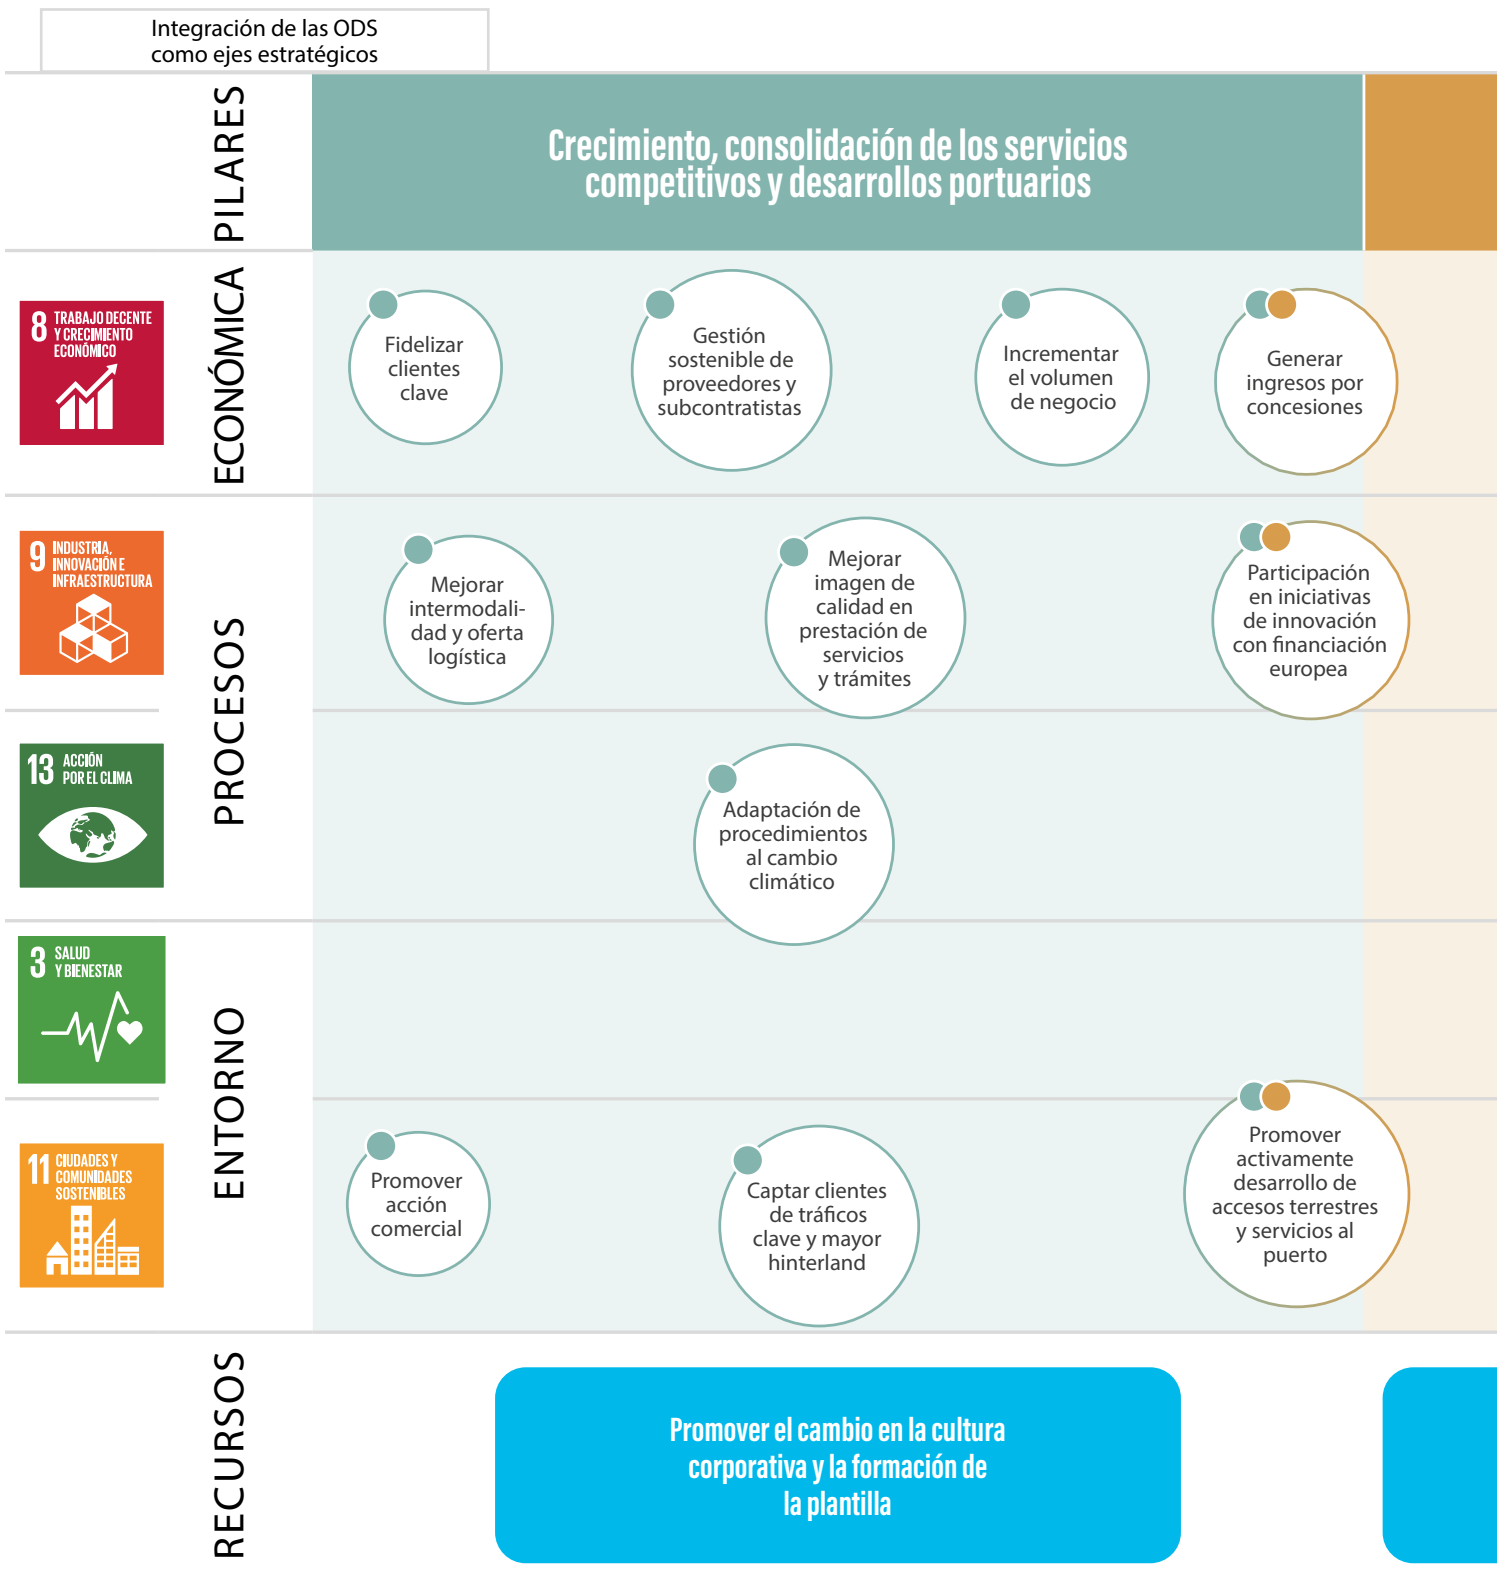 Integración de las ODS
como ejes estratégicos
PILARES
Crecimiento, consolidación de los servicios
competitivos y desarrollos portuarios
8 TRABAJO DECENTE
Y CRECIMIENTO
ECONÓMICO
ECONÓMICA
Fidelizar
clientes
clave
Gestión
sostenible de
proveedores y
subcontratistas
Incrementar
el volumen
de negocio
Generar
ingresos por
concesiones
9 INDUSTRIA,
INNOVACIÓN E
INFRAESTRUCTURA
PROCESOS
Mejorar
intermodali-
dad y oferta
logística
Mejorar
imagen de
calidad en
prestación de
servicios
y trámites
Participación
en iniciativas
de innovación
con financiación
europea
13 ACCIÓN
POR EL CLIMA
Adaptación de
procedimientos
al cambio
climático
3 SALUD
Y BIENESTAR
ENTORNO
11 CIUDADES Y
COMUNIDADES
SOSTENIBLES
Promover
acción
comercial
Captar clientes
de tráficos
clave y mayor
hinterland
Promover
activamente
desarrollo de
accesos terrestres
y servicios al
puerto
RECURSOS
Promover el cambio en la cultura
corporativa y la formación de
la plantilla